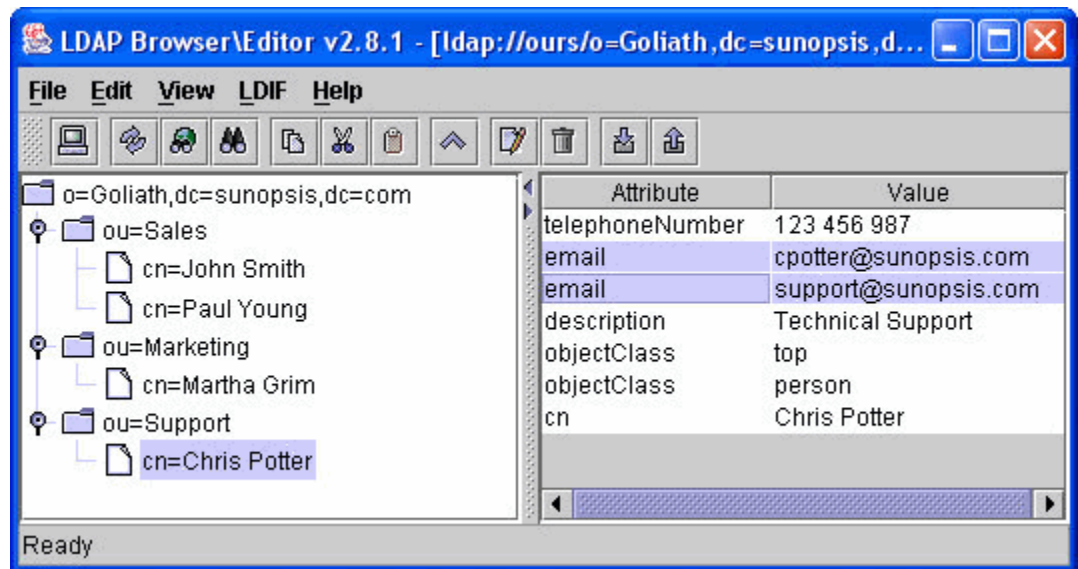 LDAP Browser\Editor v2.8.1 - [ldap://ours/o=Goliath,dc=sunopsis,d...
File Edit View LDIF Help
o=Goliath,dc=sunopsis,dc=com
ou=Sales
cn=John Smith
cn=Paul Young
ou=Marketing
cn=Martha Grim
ou=Support
cn=Chris Potter
Attribute Value
telephoneNumber 123 456 987
email cpotter@sunopsis.com
email support@sunopsis.com
description Technical Support
objectClass top
objectClass person
cn Chris Potter
Ready